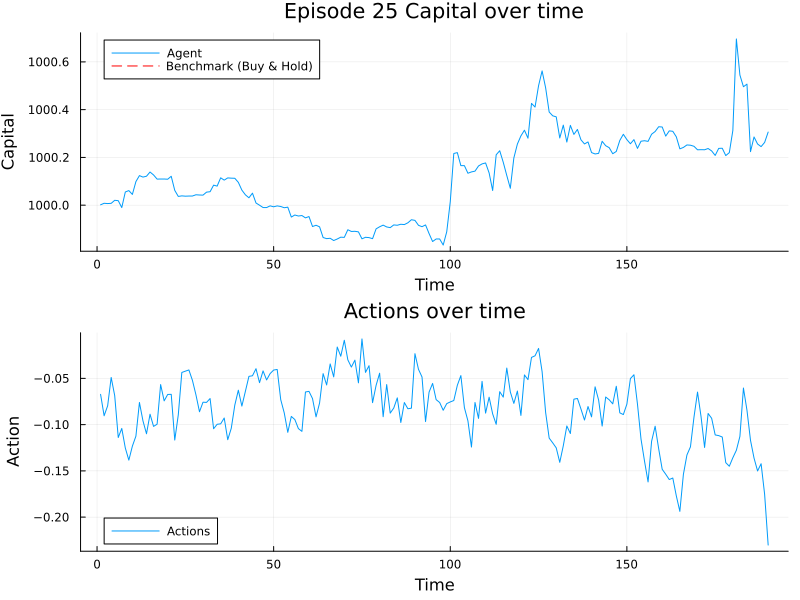 Episode 25 Capital over time
Agent
Benchmark (Buy & Hold)
1000.6
1000.4
1000.2
1000.0
Capital
0 50 100 150
Time
Actions over time
−0.05
−0.10
−0.15
−0.20
Action
Actions
0 50 100 150
Time